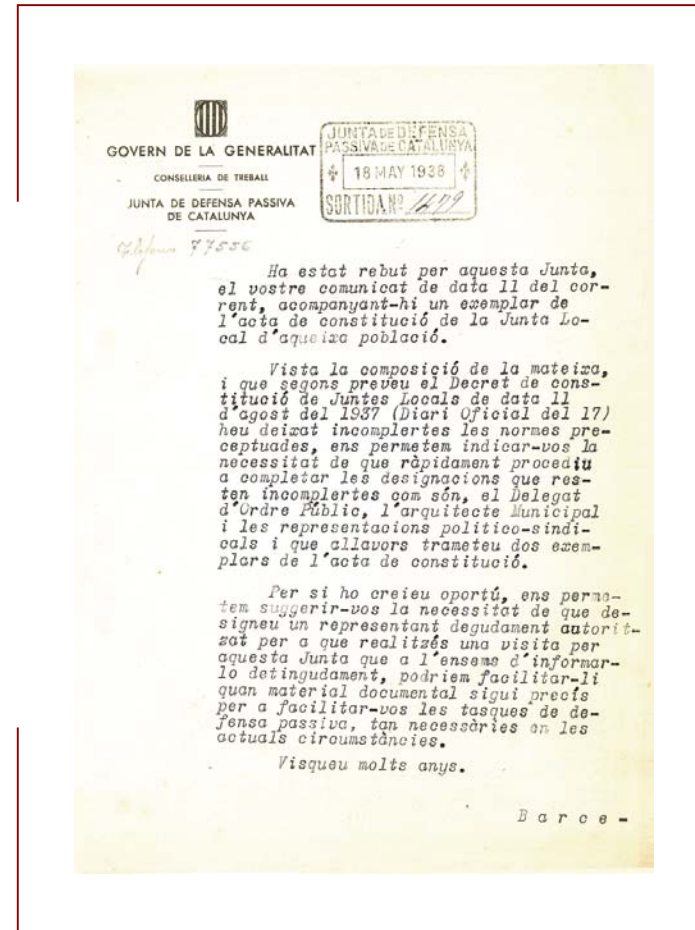 GOVERN DE LA GENERALITAT
CONSELLERIA DE TREBALL
JUNTA DE DEFENSA PASSIVA
DE CATALUNYA
JUNTA DE DEFENSA
PASSIVA DE CATALUNYA
18 MAY 1938
SORTIDA Nº 1479
Telefon 77556
Ha estat rebut per aquesta Junta,
el vostre comunicat de data 11 del cor-
rent, acompanyant-hi un exemplar de
l'acta de constitució de la Junta Lo-
cal d'aqueixa població.
Vista la composició de la mateixa,
i que segons preveu el Decret de cons-
titució de Juntes Locals de data 11
d'agost del 1937 (Diari Oficial del 17)
heu deixat incomplertes les normes pre-
ceptuades, ens permetem indicar-vos la
necessitat de que ràpidament procediu
a completar les designacions que res-
ten incomplertes com són, el Delegat
d'Ordre Públic, l'arquitecte Municipal
i les representacions politico-sindi-
cals i que allavors trameteu dos exem-
plars de l'acta de constitució.
Per si ho creieu oportú, ens perme-
tem suggerir-vos la necessitat de que de-
signeu un representant degudament autorit-
zat per a que realitzés una visita per
aquesta Junta que a l'ensems d'informar-
lo detingudament, podriem facilitar-li
quan material documental sigui precís
per a facilitar-vos les tasques de de-
fensa passiva, tan necessàries en les
actuals circumstàncies.
Visqueu molts anys.
Barce-